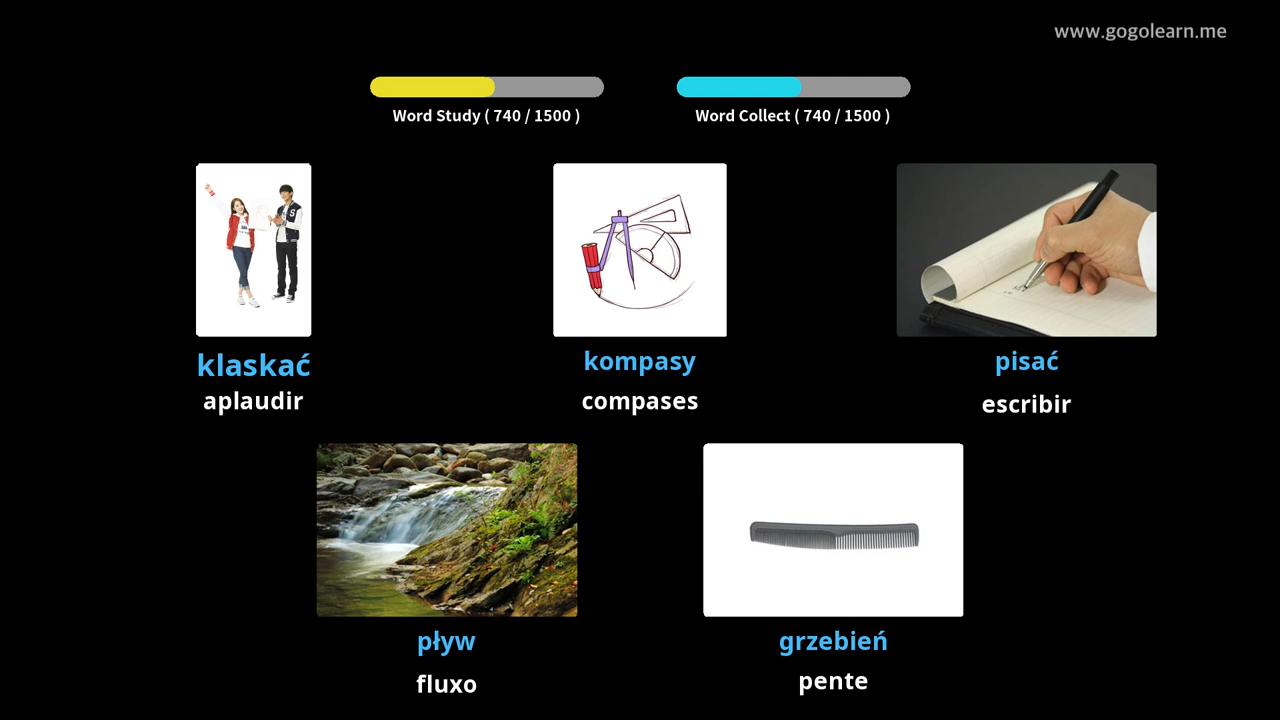 www.gogolearn.me
Word Study ( 740 / 1500 )
Word Collect ( 740 / 1500 )
klaskać
aplaudir
kompasy
compases
pisać
escribir
pływ
fluxo
grzebień
pente